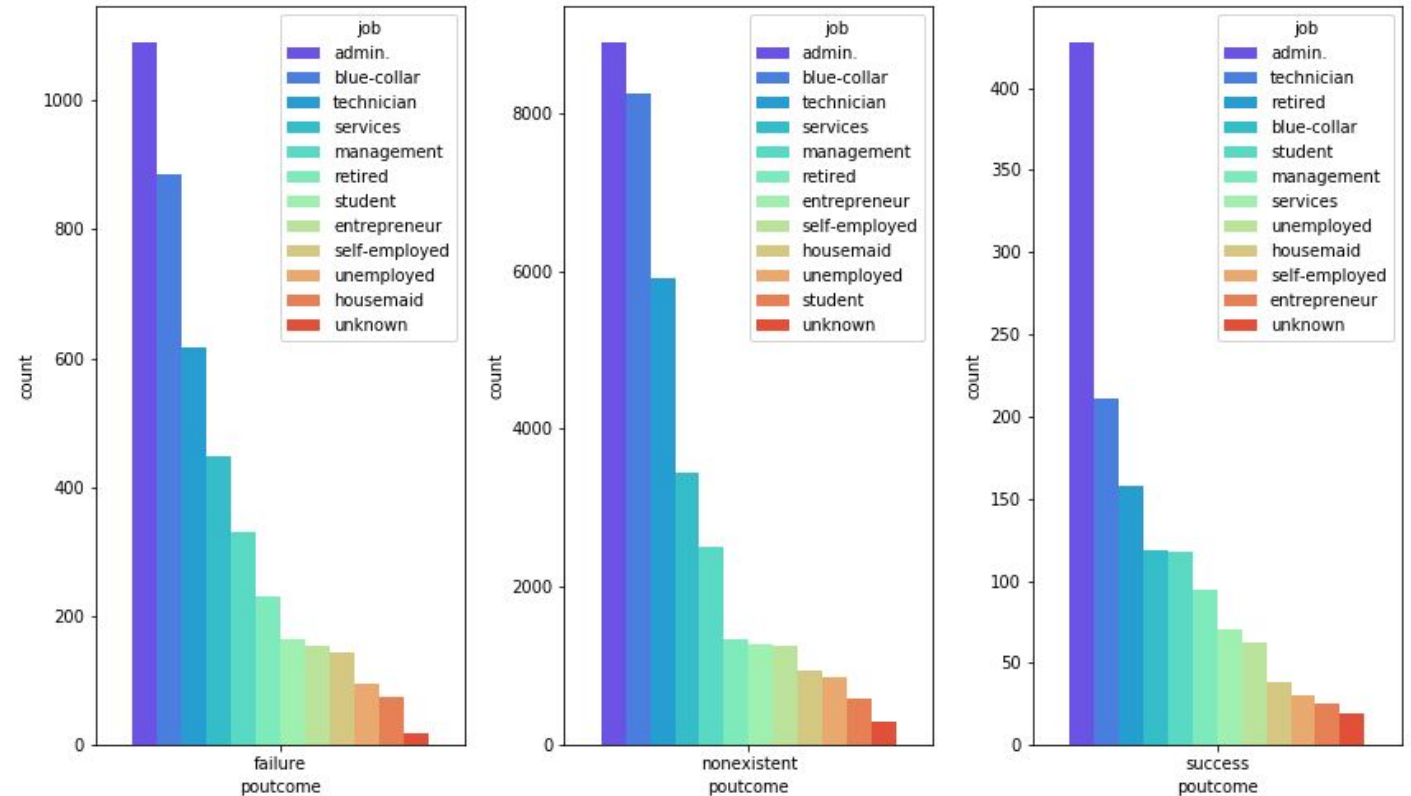 job
admin.
blue-collar
technician
services
management
retired
student
entrepreneur
self-employed
unemployed
housemaid
unknown
1000
800
600
400
200
0
count
failure
poutcome
job
admin.
blue-collar
technician
services
management
retired
entrepreneur
self-employed
housemaid
unemployed
student
unknown
8000
6000
4000
2000
0
count
nonexistent
poutcome
job
admin.
technician
retired
blue-collar
student
management
services
unemployed
housemaid
self-employed
entrepreneur
unknown
400
350
300
250
200
150
100
50
0
count
success
poutcome